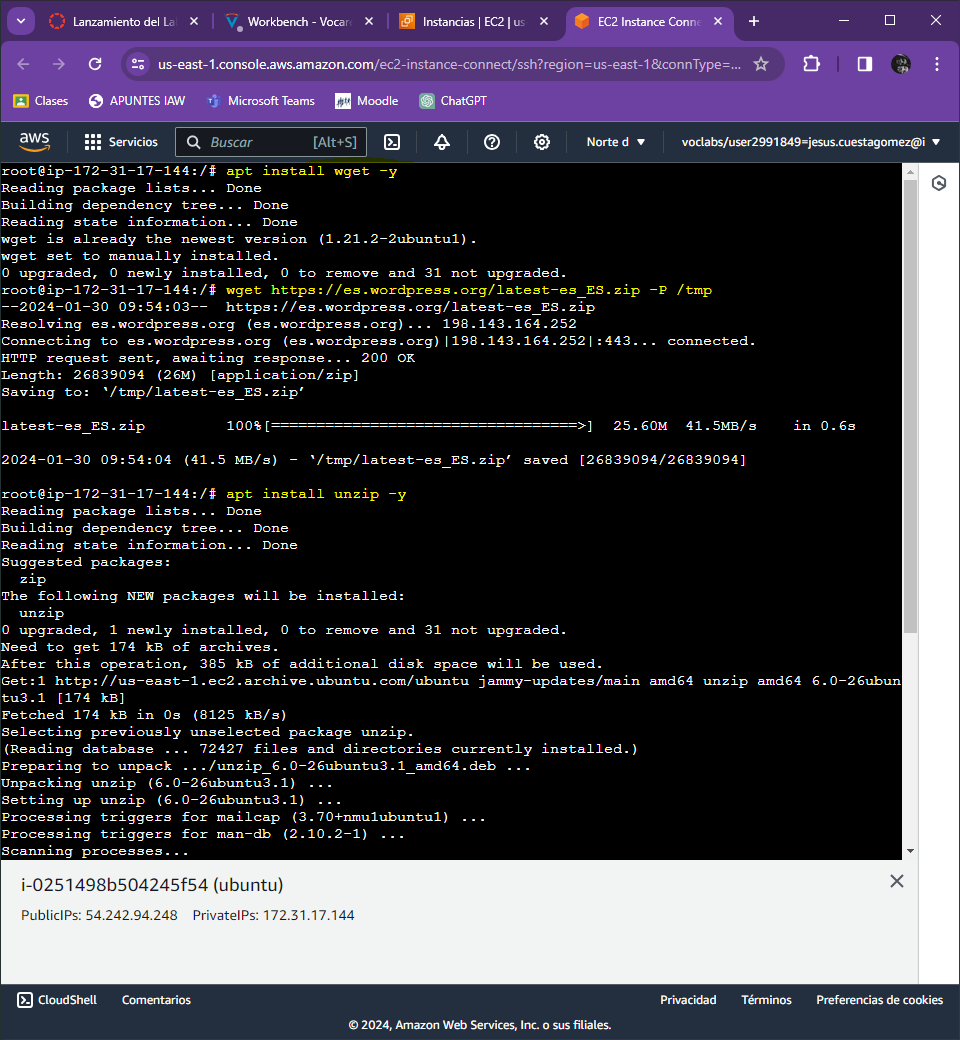 Lanzamiento del La
Workbench - Vocar
Instancias | EC2 | us
EC2 Instance Conn
us-east-1.console.aws.amazon.com/ec2-instance-connect/ssh?region=us-east-1&connType=...
Clases
APUNTES IAW
Microsoft Teams
Moodle
ChatGPT
aws
Servicios
Buscar
[Alt+S]
Norte d
voclabs/user2991849=jesus.cuestagomez@i
root@ip-172-31-17-144:/# apt install wget -y
Reading package lists... Done
Building dependency tree... Done
Reading state information... Done
wget is already the newest version (1.21.2-2ubuntu1).
wget set to manually installed.
0 upgraded, 0 newly installed, 0 to remove and 31 not upgraded.
root@ip-172-31-17-144:/# wget https://es.wordpress.org/latest-es_ES.zip -P /tmp
--2024-01-30 09:54:03--  https://es.wordpress.org/latest-es_ES.zip
Resolving es.wordpress.org (es.wordpress.org)... 198.143.164.252
Connecting to es.wordpress.org (es.wordpress.org)|198.143.164.252|:443... connected.
HTTP request sent, awaiting response... 200 OK
Length: 26839094 (26M) [application/zip]
Saving to: ‘/tmp/latest-es_ES.zip’
latest-es_ES.zip         100%[==================================>]  25.60M  41.5MB/s    in 0.6s
2024-01-30 09:54:04 (41.5 MB/s) - ‘/tmp/latest-es_ES.zip’ saved [26839094/26839094]
root@ip-172-31-17-144:/# apt install unzip -y
Reading package lists... Done
Building dependency tree... Done
Reading state information... Done
Suggested packages:
  zip
The following NEW packages will be installed:
  unzip
0 upgraded, 1 newly installed, 0 to remove and 31 not upgraded.
Need to get 174 kB of archives.
After this operation, 385 kB of additional disk space will be used.
Get:1 http://us-east-1.ec2.archive.ubuntu.com/ubuntu jammy-updates/main amd64 unzip amd64 6.0-26ubun
tu3.1 [174 kB]
Fetched 174 kB in 0s (8125 kB/s)
Selecting previously unselected package unzip.
(Reading database ... 72427 files and directories currently installed.)
Preparing to unpack .../unzip_6.0-26ubuntu3.1_amd64.deb ...
Unpacking unzip (6.0-26ubuntu3.1) ...
Setting up unzip (6.0-26ubuntu3.1) ...
Processing triggers for mailcap (3.70+nmu1ubuntu1) ...
Processing triggers for man-db (2.10.2-1) ...
Scanning processes...
i-0251498b504245f54 (ubuntu)
PublicIPs: 54.242.94.248    PrivateIPs: 172.31.17.144
CloudShell
Comentarios
Privacidad
Términos
Preferencias de cookies
© 2024, Amazon Web Services, Inc. o sus filiales.